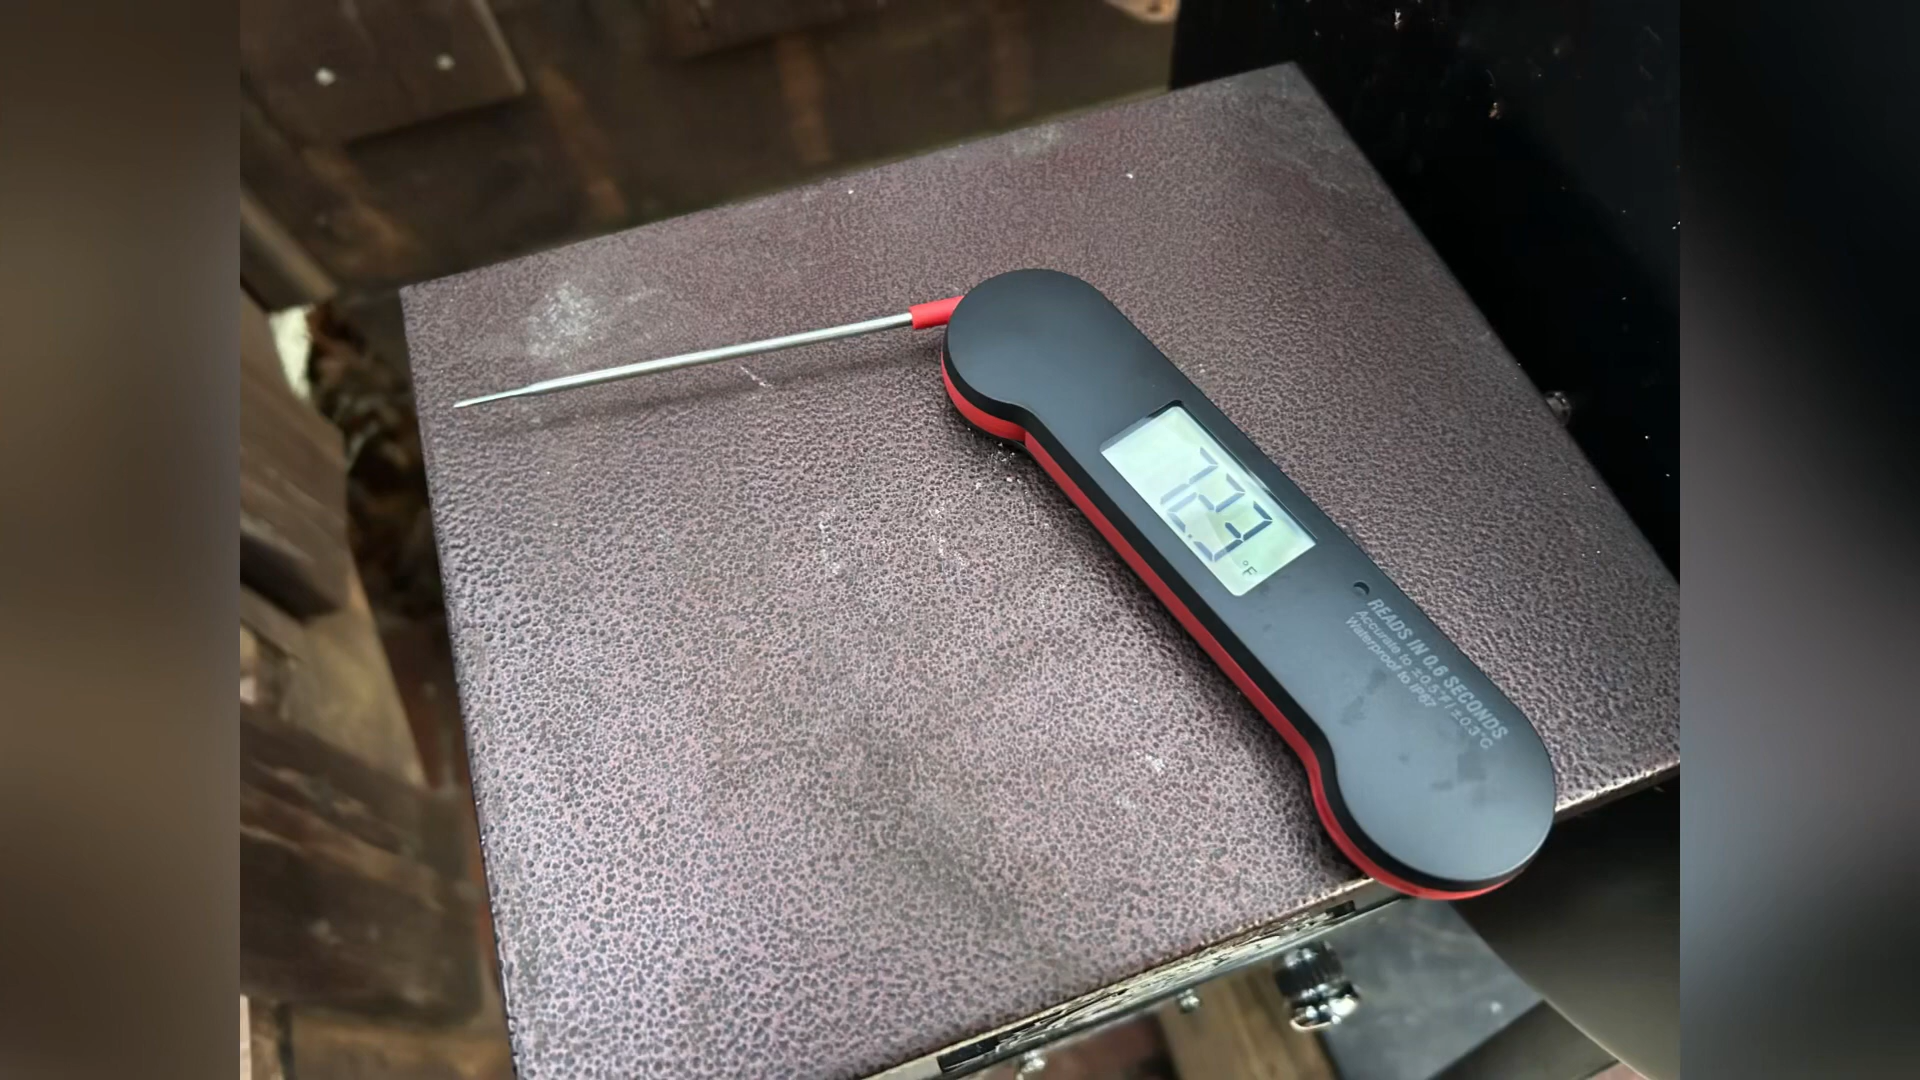 72.3
°F
READS IN 0.6 SECONDS
Accurate to ±0.5°F / ±0.3°C
Waterproof to IP67